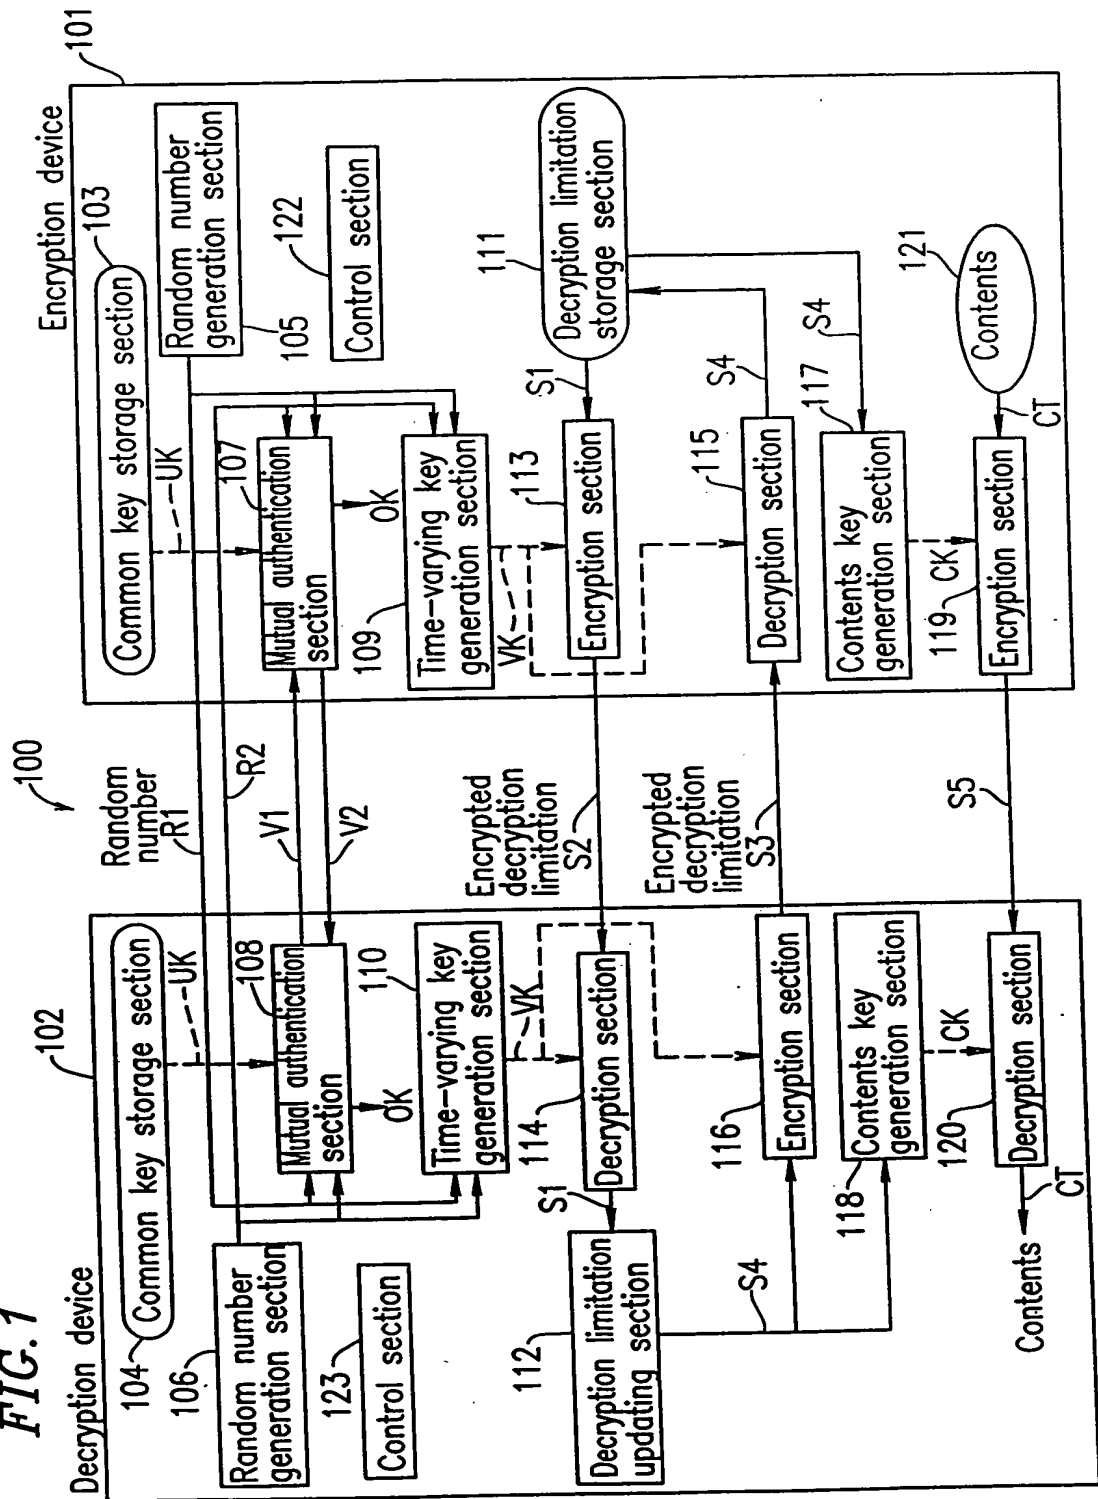 FIG.1
100
Decryption device
102
Encryption device
101
104
Common key storage section
UK
Random
number
R1
R2
Common key storage section
103
UK
106
Random number
generation section
108
Mutual authentication
section
OK
V1
V2
107
Mutual authentication
section
OK
Random number
generation section
105
123
Control section
110
Time-varying key
generation section
VK
109
Time-varying key
generation section
VK
122
Control section
112
Decryption limitation
updating section
S1
114
Decryption section
Encrypted
decryption
limitation
S2
113
Encryption section
S1
111
Decryption limitation
storage section
S4
116
Encryption section
Encrypted
decryption
limitation
S3
115
Decryption section
S4
S4
118
Contents key
generation section
CK
117
Contents key
generation section
CK
Contents
CT
120
Decryption section
S5
119
Encryption section
CT
121
Contents